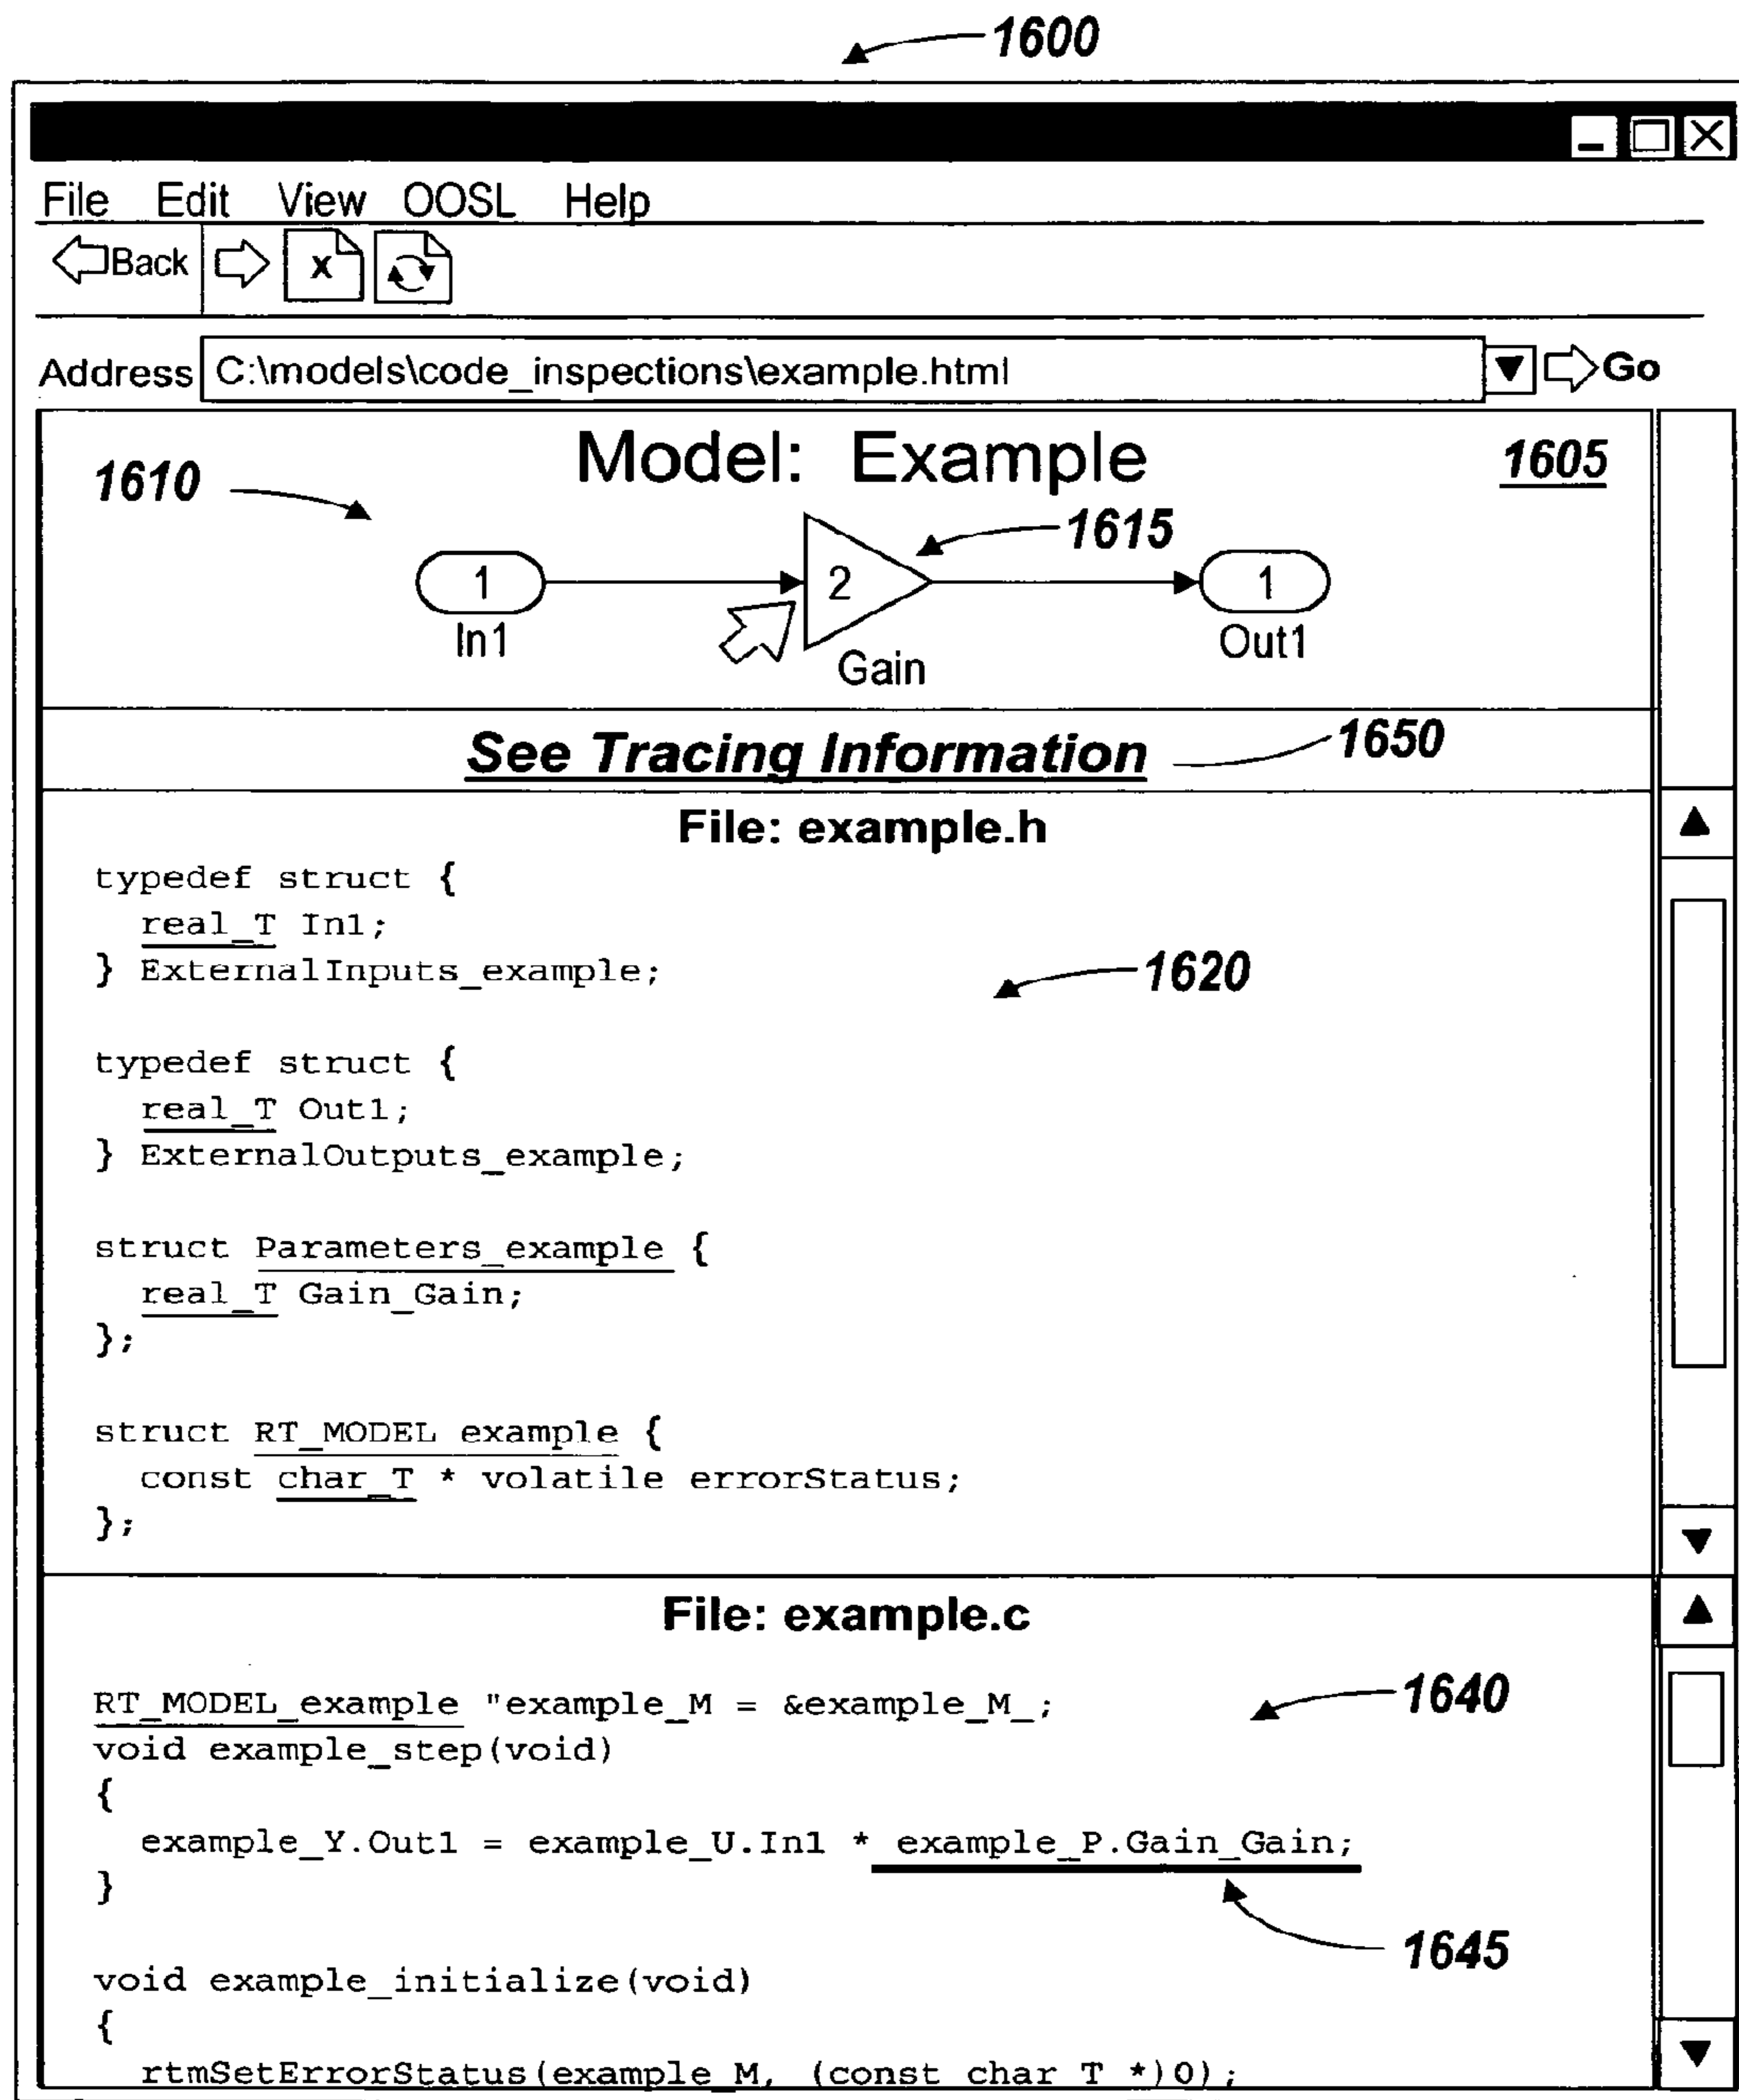 1600
File Edit View OOSL Help
Back x
Address C:\models\code_inspections\example.html Go
Model: Example 1605
1610
1615
1 2 1
In1 Gain Out1
See Tracing Information 1650
File: example.h
typedef struct {
real_T In1;
} ExternalInputs_example;
1620
typedef struct {
real_T Out1;
} ExternalOutputs_example;
struct Parameters_example {
real_T Gain_Gain;
};
struct RT_MODEL example {
const char_T * volatile errorStatus;
};
File: example.c
RT_MODEL_example "example_M = &example_M_;
1640
void example_step(void)
{
example_Y.Out1 = example_U.In1 * example_P.Gain_Gain;
}
1645
void example_initialize(void)
{
rtmSetErrorStatus(example_M, (const char T *)0);